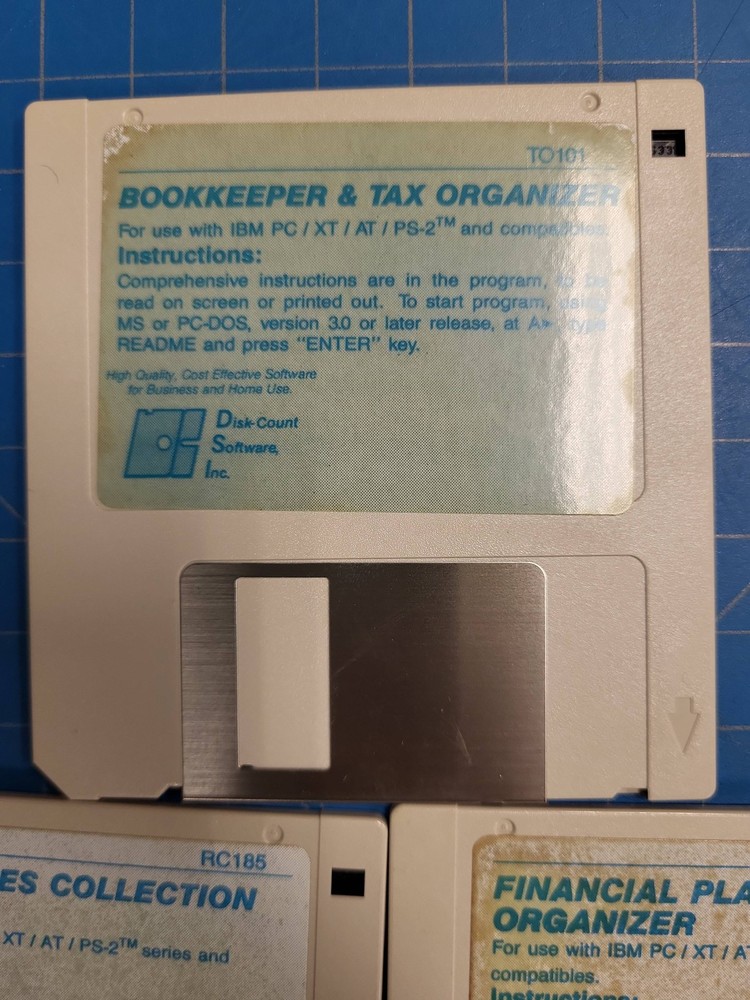 TO101
BOOKKEEPER & TAX ORGANIZER
For use with IBM PC / XT / AT / PS-2™ and compatibles.
Instructions:
Comprehensive instructions are in the program, to be
read on screen or printed out. To start program, using
MS or PC-DOS, version 3.0 or later release, at A> type
README and press "ENTER" key.
High Quality, Cost Effective Software
for Business and Home Use.
Disk-Count
Software,
Inc.
RC185
ES COLLECTION
XT / AT / PS-2™ series and
FINANCIAL PLA
ORGANIZER
For use with IBM PC / XT / AT
compatibles.
Instructions: